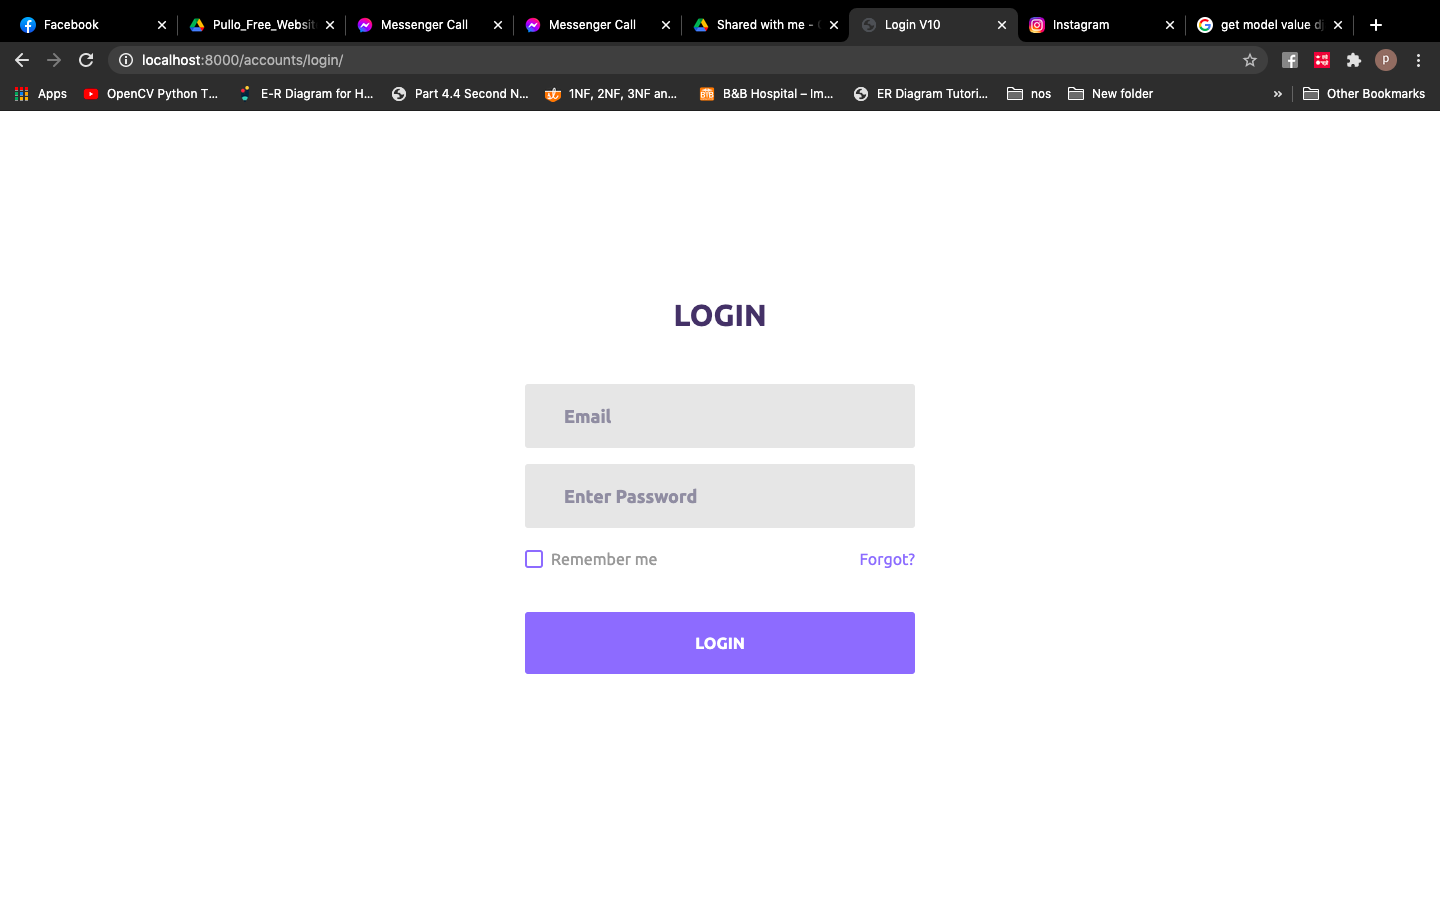 Facebook
Pullo_Free_Websit
Messenger Call
Messenger Call
Shared with me -
Login V10
Instagram
get model value dj
localhost:8000/accounts/login/
P
Apps
OpenCV Python T...
E-R Diagram for H...
Part 4.4 Second N...
1NF, 2NF, 3NF an...
B&B Hospital – Im...
ER Diagram Tutori...
nos
New folder
»
Other Bookmarks
LOGIN
Email
Enter Password
Remember me
Forgot?
LOGIN